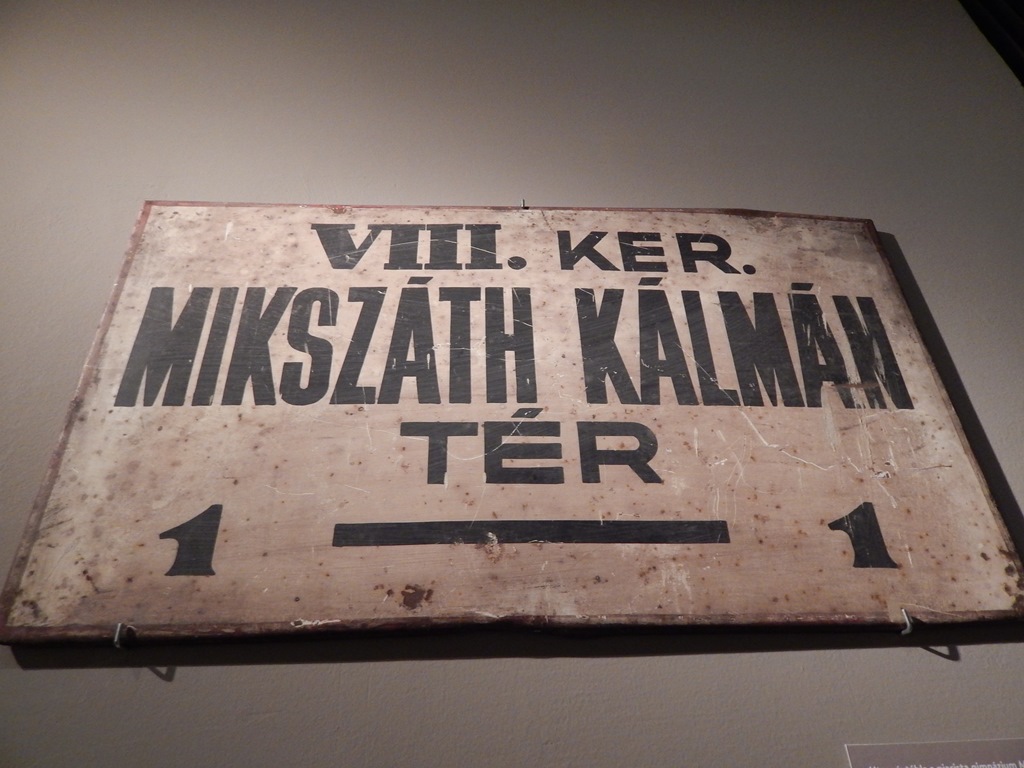 VIII. KER.
MIKSZÁTH KÁLMÁN
TÉR
1 — 1